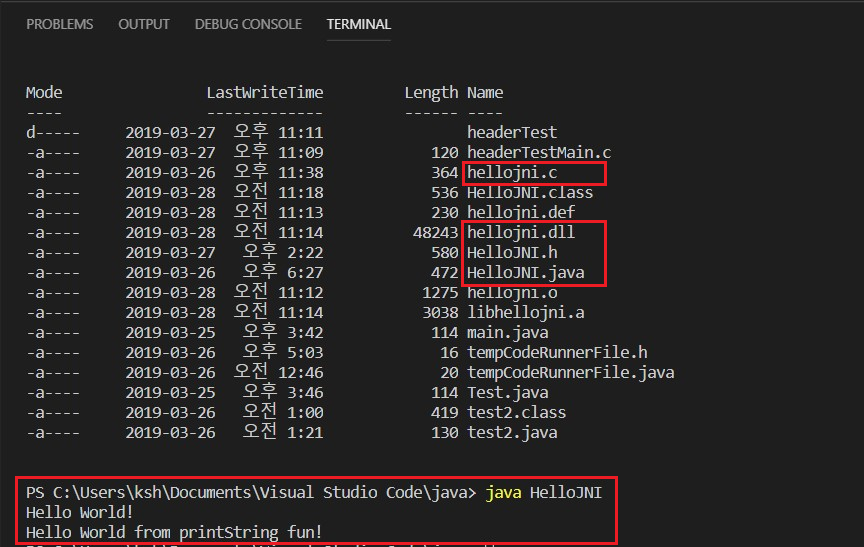 PROBLEMS OUTPUT DEBUG CONSOLE TERMINAL
Mode LastWriteTime Length Name
---- ------------- ------ ----
d----- 2019-03-27 오후 11:11 headerTest
-a---- 2019-03-27 오후 11:09 120 headerTestMain.c
-a---- 2019-03-26 오후 11:38 364 hellojni.c
-a---- 2019-03-28 오전 11:18 536 HelloJNI.class
-a---- 2019-03-28 오전 11:13 230 hellojni.def
-a---- 2019-03-28 오전 11:14 48243 hellojni.dll
-a---- 2019-03-27 오후 2:22 580 HelloJNI.h
-a---- 2019-03-26 오후 6:27 472 HelloJNI.java
-a---- 2019-03-28 오전 11:12 1275 hellojni.o
-a---- 2019-03-28 오전 11:14 3038 libhellojni.a
-a---- 2019-03-25 오후 3:42 114 main.java
-a---- 2019-03-26 오후 5:03 16 tempCodeRunnerFile.h
-a---- 2019-03-26 오전 12:46 20 tempCodeRunnerFile.java
-a---- 2019-03-25 오후 3:46 114 Test.java
-a---- 2019-03-26 오전 1:00 419 test2.class
-a---- 2019-03-26 오전 1:21 130 test2.java
PS C:\Users\ksh\Documents\Visual Studio Code\java> java HelloJNI
Hello World!
Hello World from printString fun!